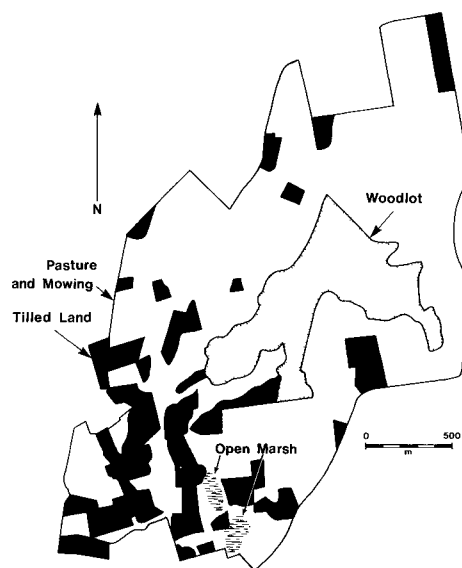 Woodlot
N
Pasture
and Mowing
Tilled Land
Open Marsh
0 500
m